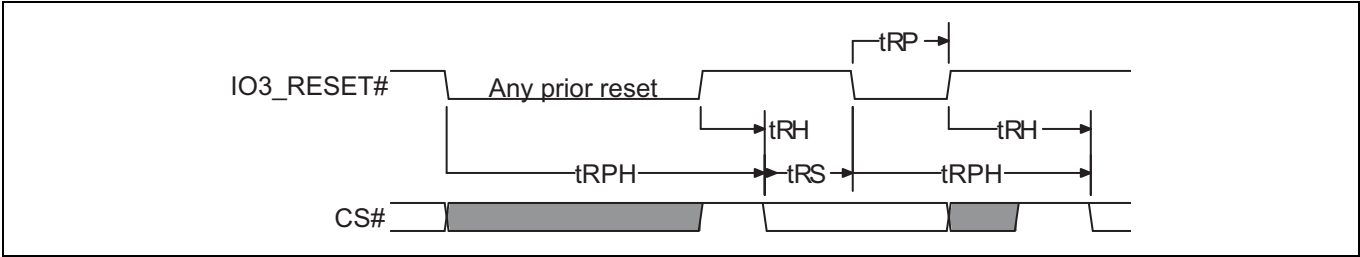 tRP
IO3_RESET# Any prior reset
tRH tRH
tRPH tRS tRPH
CS#